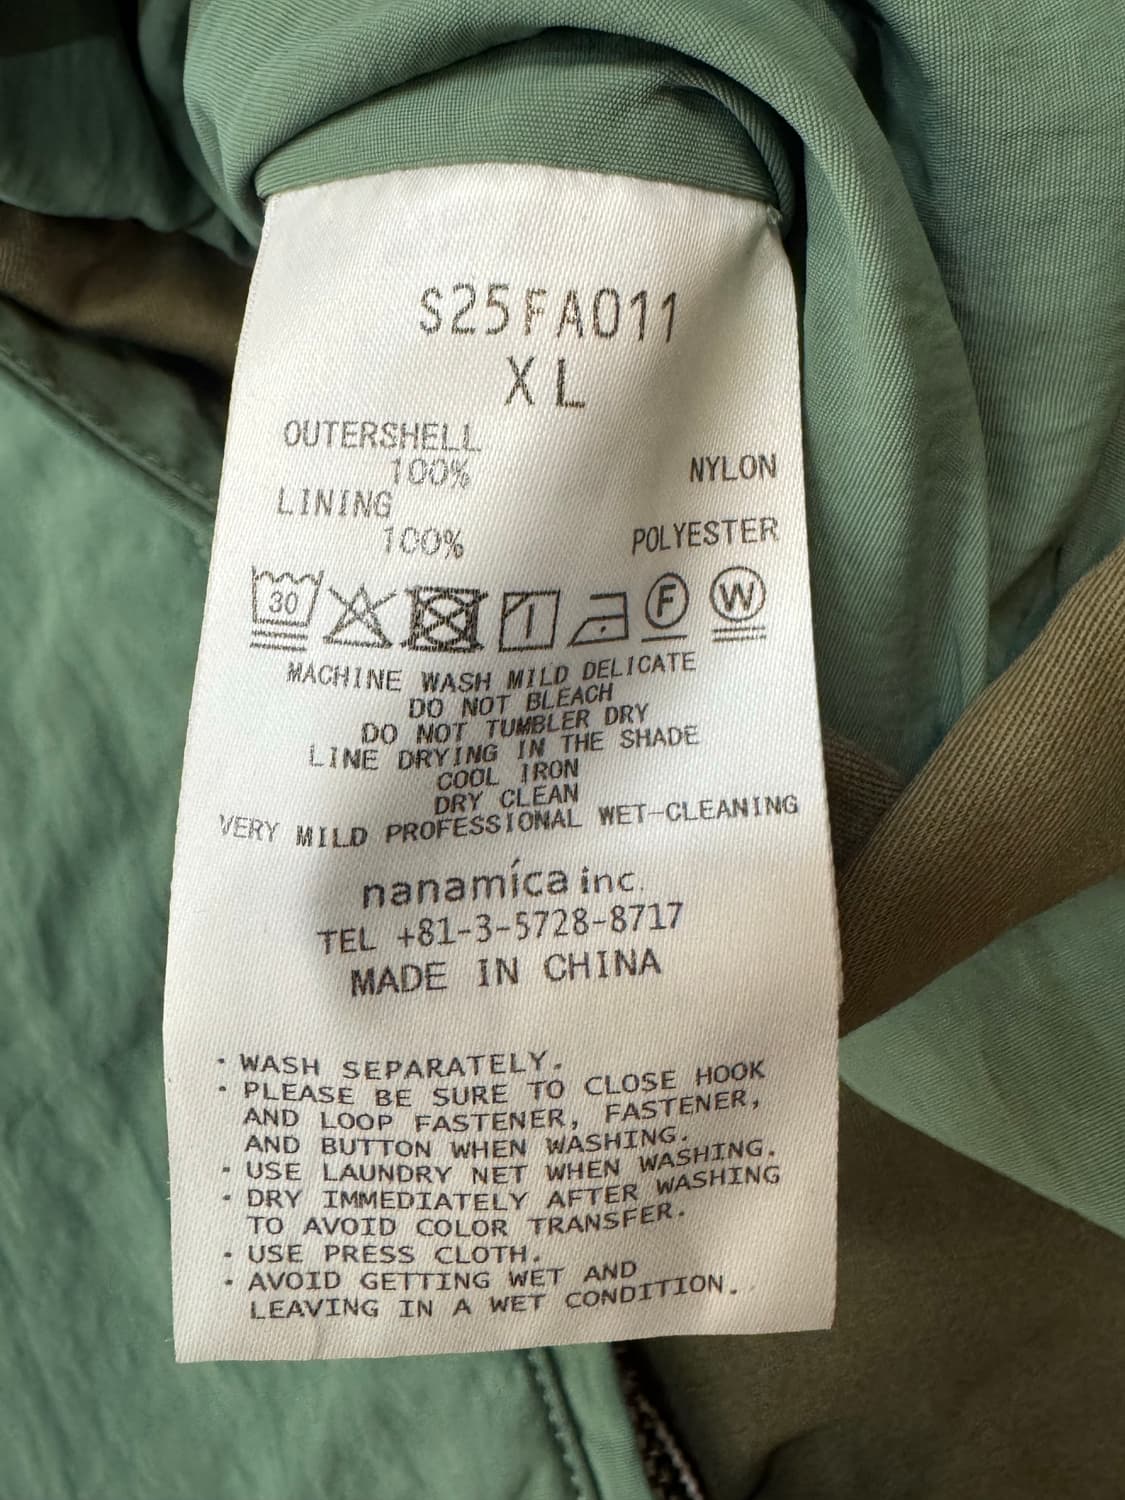 S25FA011
XL
OUTERSHELL
100% NYLON
LINING
100% POLYESTER
30 F W
MACHINE WASH MILD DELICATE
DO NOT BLEACH
DO NOT TUMBLER DRY
LINE DRYING IN THE SHADE
COOL IRON
DRY CLEAN
VERY MILD PROFESSIONAL WET-CLEANING
nanamíca inc.
TEL +81-3-5728-8717
MADE IN CHINA
・WASH SEPARATELY.
・PLEASE BE SURE TO CLOSE HOOK
AND LOOP FASTENER, FASTENER,
AND BUTTON WHEN WASHING.
・USE LAUNDRY NET WHEN WASHING.
・DRY IMMEDIATELY AFTER WASHING
TO AVOID COLOR TRANSFER.
・USE PRESS CLOTH.
・AVOID GETTING WET AND
LEAVING IN A WET CONDITION.